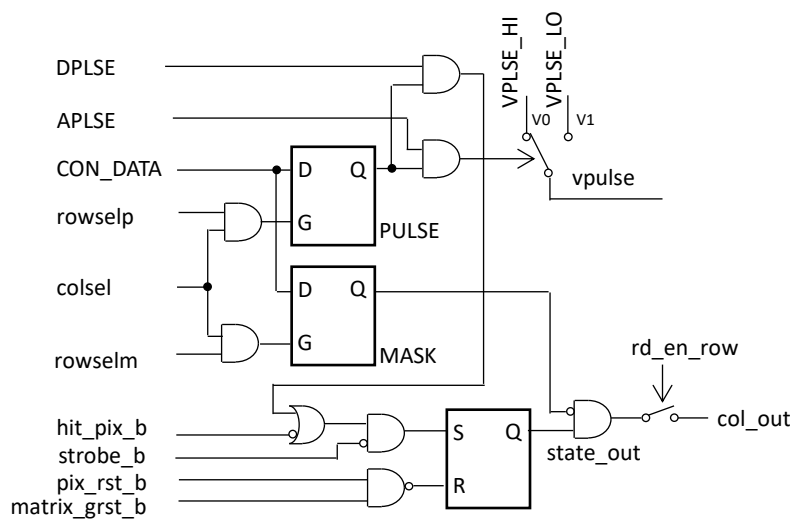 VPLSE_HI
VPLSE_LO
DPLSE
V0
V1
APLSE
CON_DATA
D
Q
vpulse
rowselp
G
PULSE
colsel
D
Q
rowselm
G
MASK
rd_en_row
hit_pix_b
S
Q
col_out
strobe_b
state_out
pix_rst_b
R
matrix_grst_b